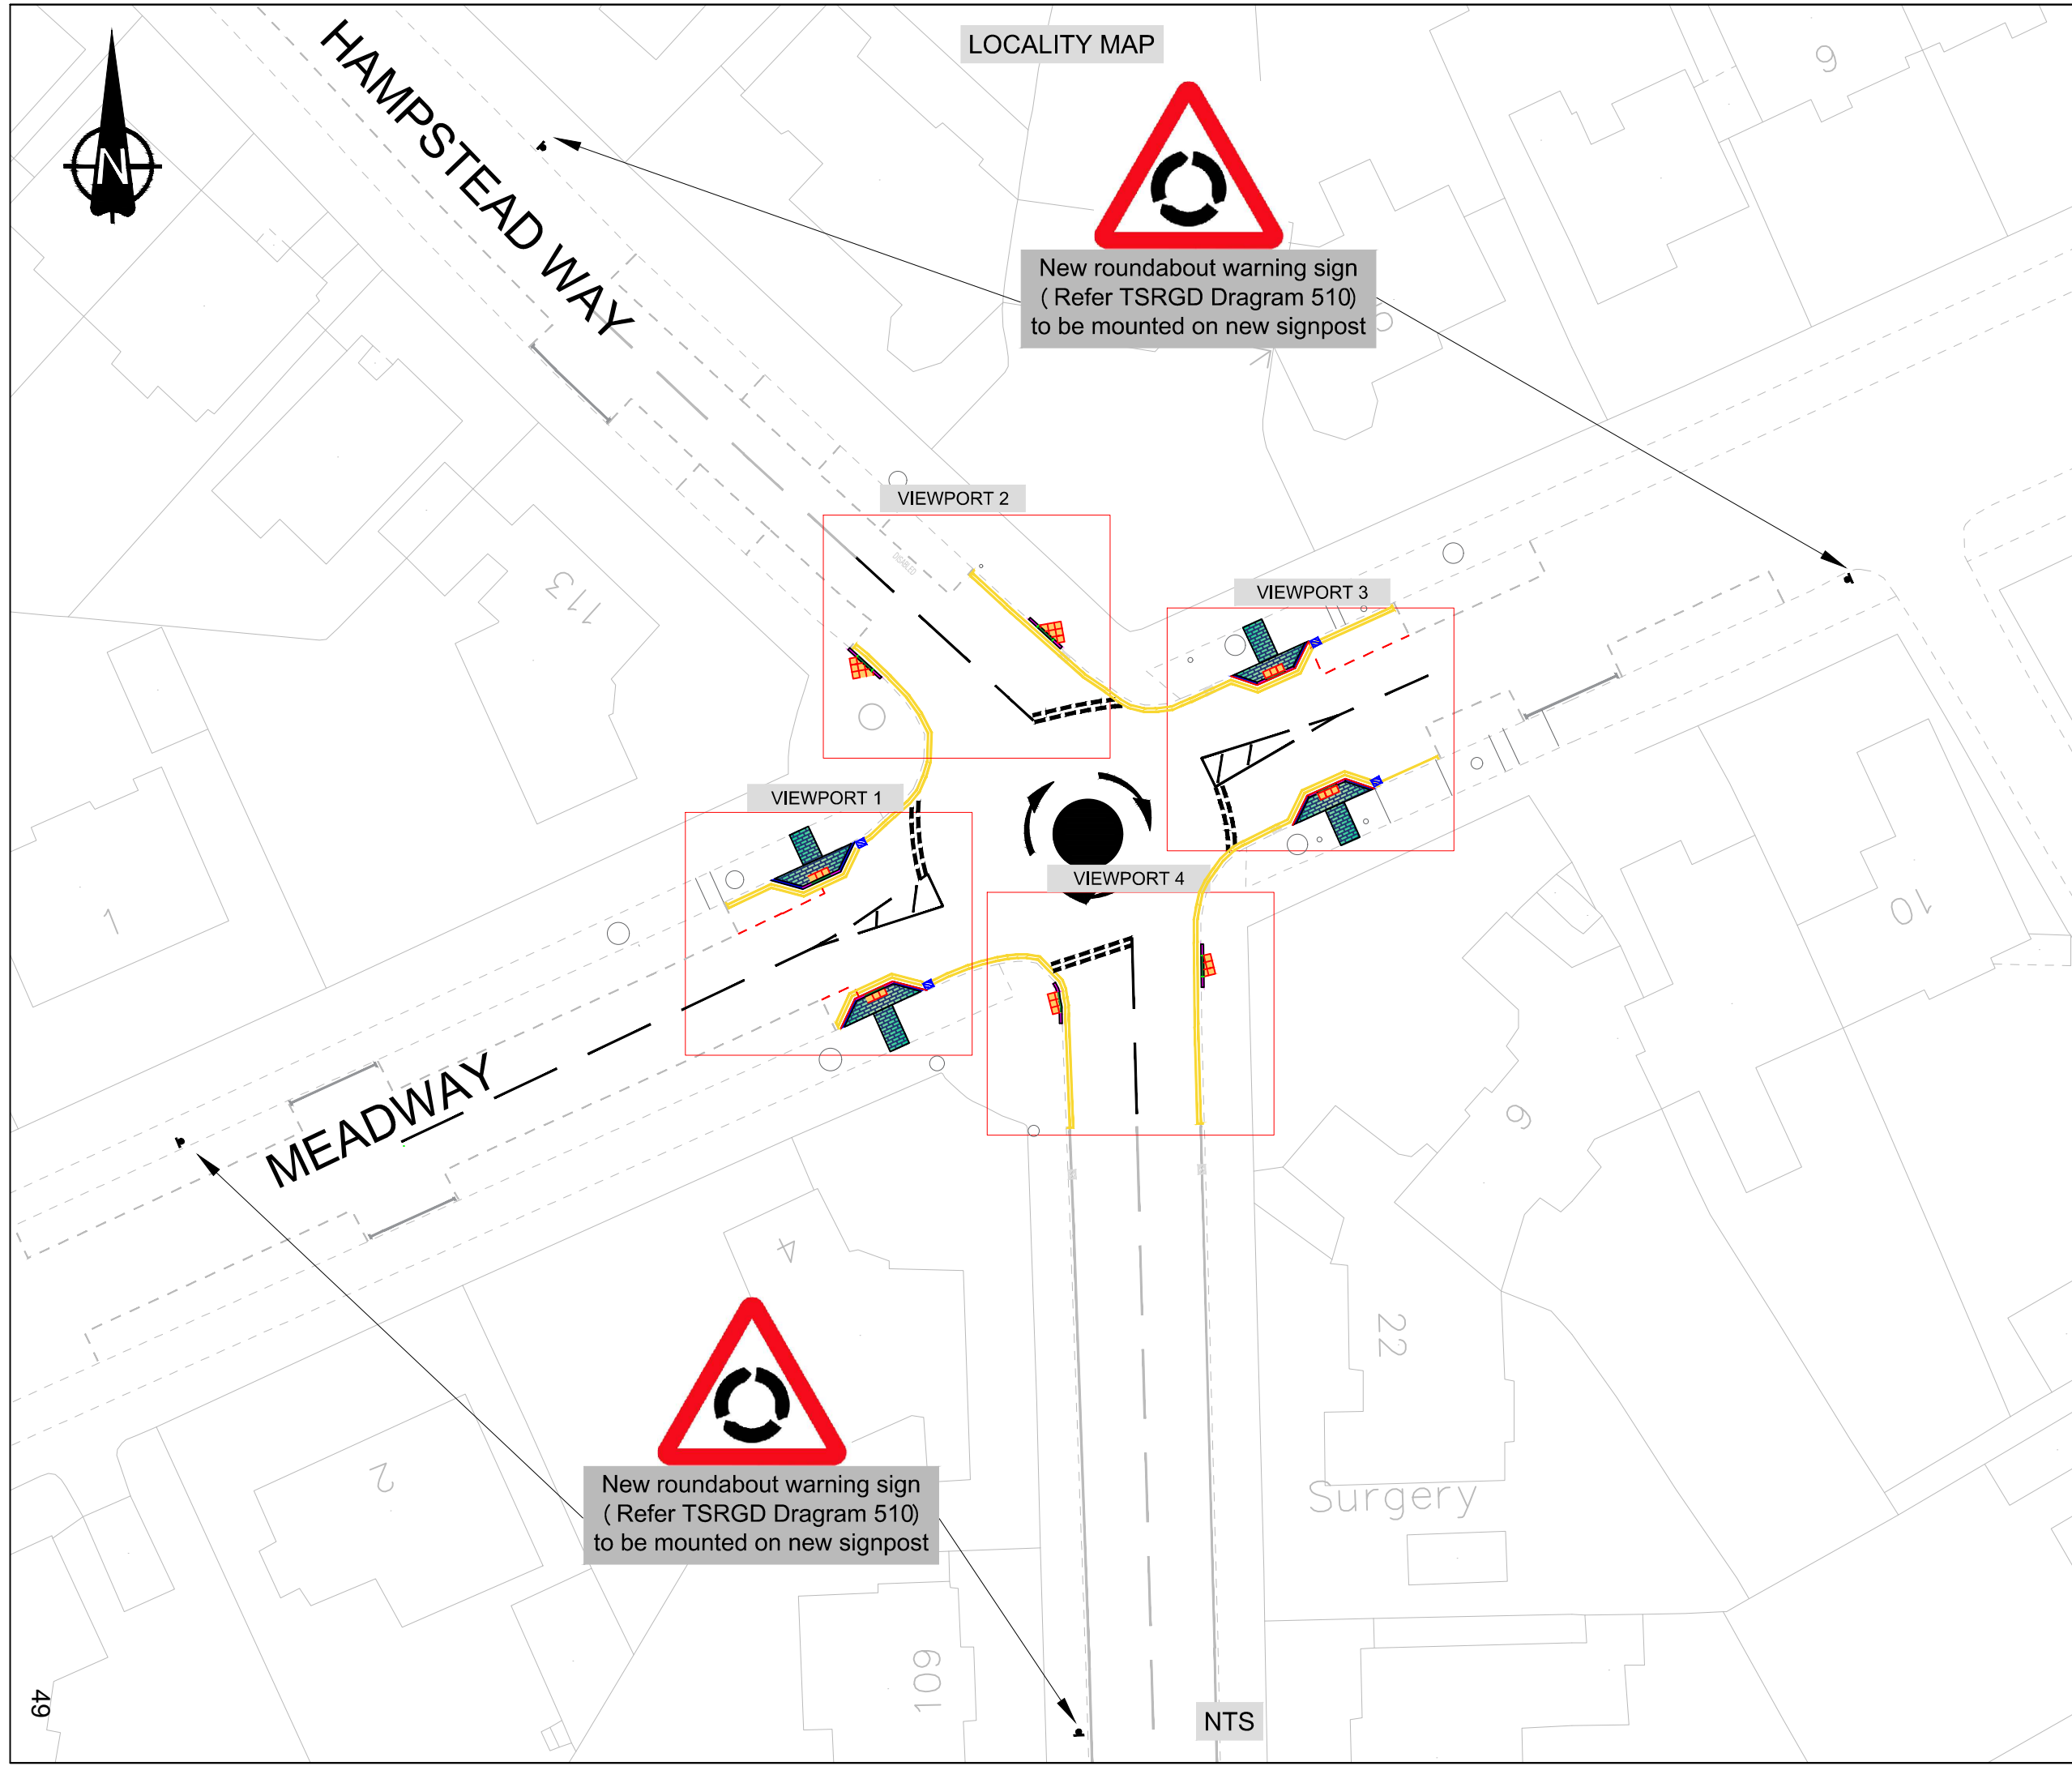 LOCALITY MAP
HAMPSTEAD WAY
N
9
New roundabout warning sign
( Refer TSRGD Dragram 510)
to be mounted on new signpost
VIEWPORT 2
DISABLED
VIEWPORT 3
113
VIEWPORT 1
VIEWPORT 4
1
10
MEADWAY
4
22
2
Surgery
New roundabout warning sign
( Refer TSRGD Dragram 510)
to be mounted on new signpost
109
49
NTS